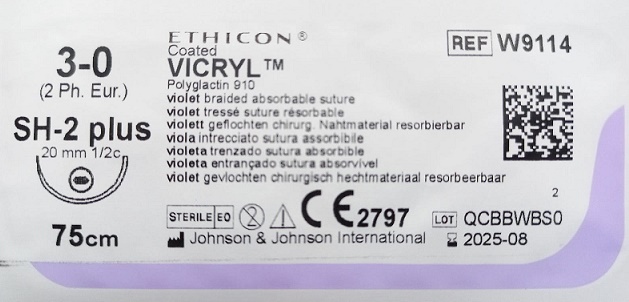 3-0
(2 Ph. Eur.)
SH-2 plus
20 mm 1/2c
75cm
ETHICON®
Coated
VICRYL™
Polyglactin 910
violet braided absorbable suture
violet tressé suture résorbable
violett geflochten chirurg. Nahtmaterial resorbierbar
viola intrecciato sutura assorbibile
violeta trenzado sutura absorbible
violeta entrançado sutura absorvível
violet gevlochten chirurgisch hechtmateriaal resorbeerbaar
STERILE EO 2 CE 2797
Johnson & Johnson International
REF W9114
2
LOT QCBBWBS0
2025-08